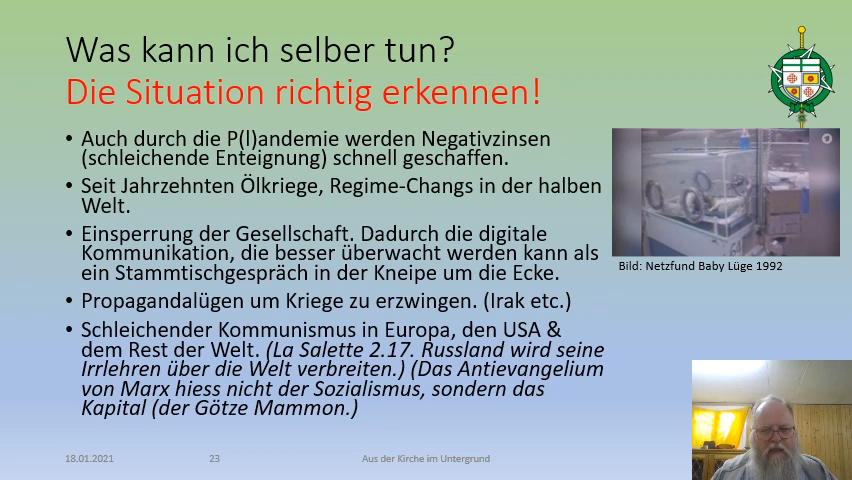 Was kann ich selber tun?
Die Situation richtig erkennen!
• Auch durch die P(l)andemie werden Negativzinsen
(schleichende Enteignung) schnell geschaffen.
• Seit Jahrzehnten Ölkriege, Regime-Changs in der halben
Welt.
• Einsperrung der Gesellschaft. Dadurch die digitale
Kommunikation, die besser überwacht werden kann als
ein Stammtischgespräch in der Kneipe um die Ecke.
• Propagandalügen um Kriege zu erzwingen. (Irak etc.)
• Schleichender Kommunismus in Europa, den USA &
dem Rest der Welt. (La Salette 2.17. Russland wird seine
Irrlehren über die Welt verbreiten.) (Das Antievangelium
von Marx hiess nicht der Sozialismus, sondern das
Kapital (der Götze Mammon.)
Bild: Netzfund Baby Lüge 1992
18.01.2021
23
Aus der Kirche im Untergrund